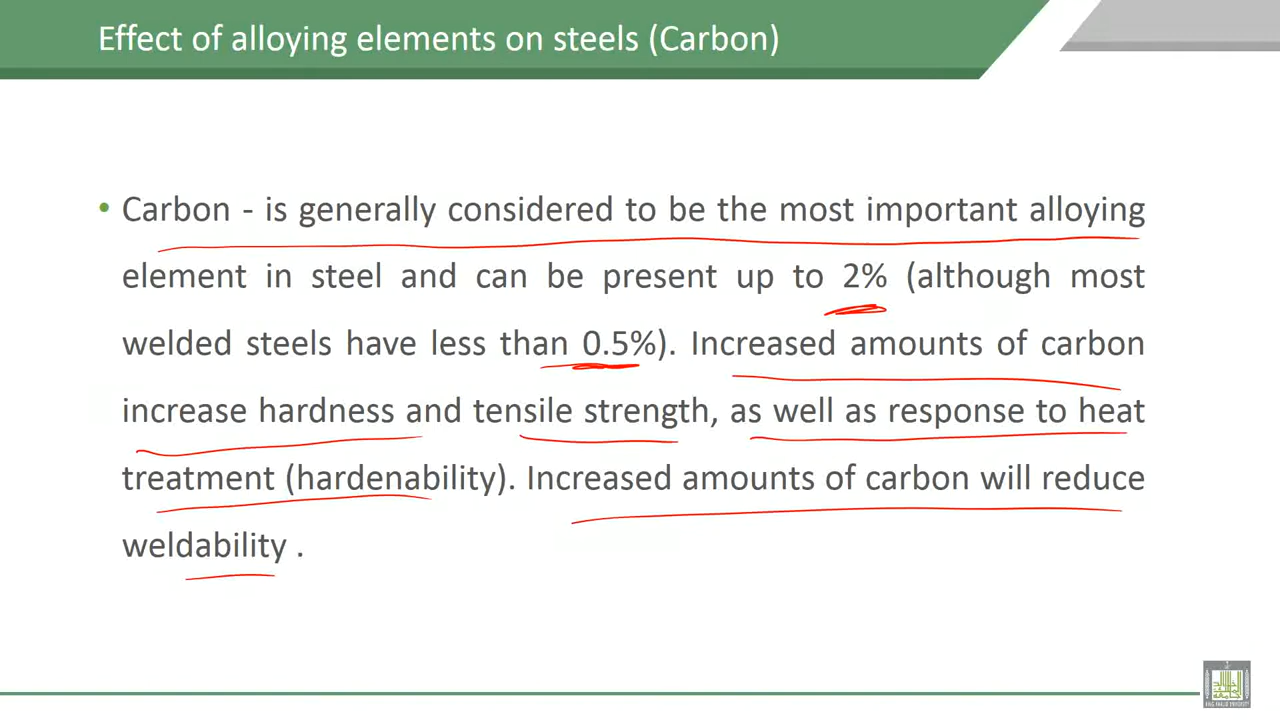 Effect of alloying elements on steels (Carbon)
• Carbon - is generally considered to be the most important alloying
element in steel and can be present up to 2% (although most
welded steels have less than 0.5%). Increased amounts of carbon
increase hardness and tensile strength, as well as response to heat
treatment (hardenability). Increased amounts of carbon will reduce
weldability .